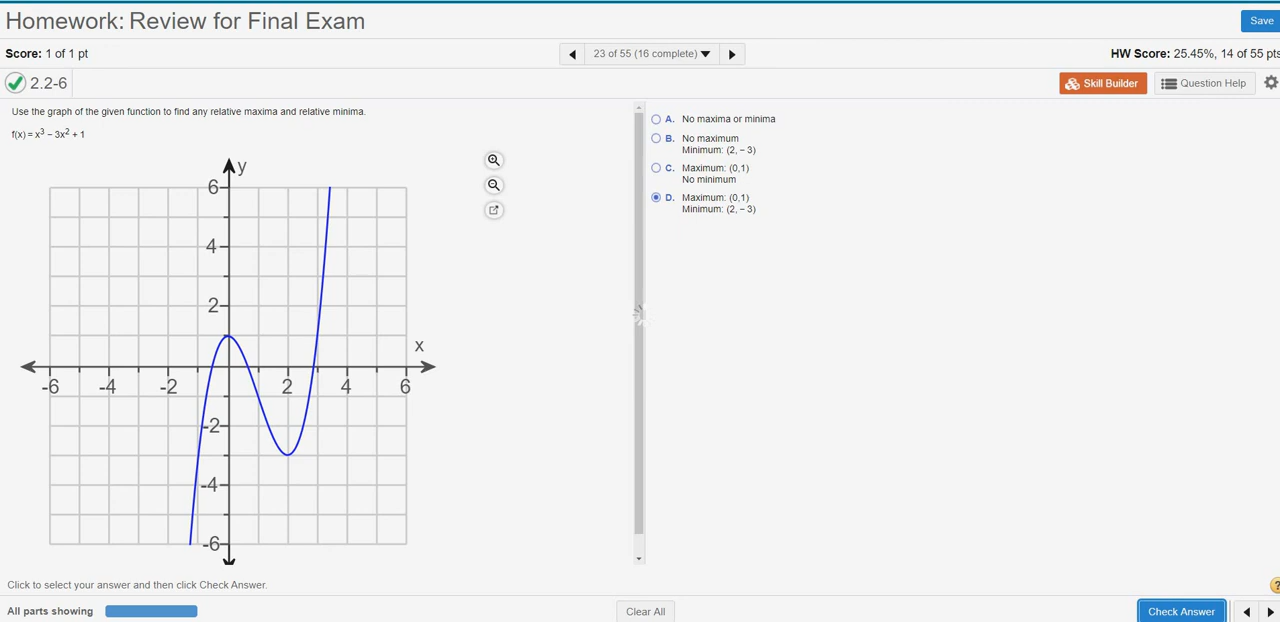 Homework: Review for Final Exam
Save
Score: 1 of 1 pt
23 of 55 (16 complete)
HW Score: 25.45%, 14 of 55 pts
2.2-6
Skill Builder
Question Help
Use the graph of the given function to find any relative maxima and relative minima.
f(x) = x³ − 3x² + 1
y
6
4
2
x
-6 -4 -2 2 4 6
-2
-4
-6
A. No maxima or minima
B. No maximum
Minimum: (2, − 3)
C. Maximum: (0,1)
No minimum
D. Maximum: (0,1)
Minimum: (2, − 3)
Click to select your answer and then click Check Answer.
?
All parts showing
Clear All
Check Answer